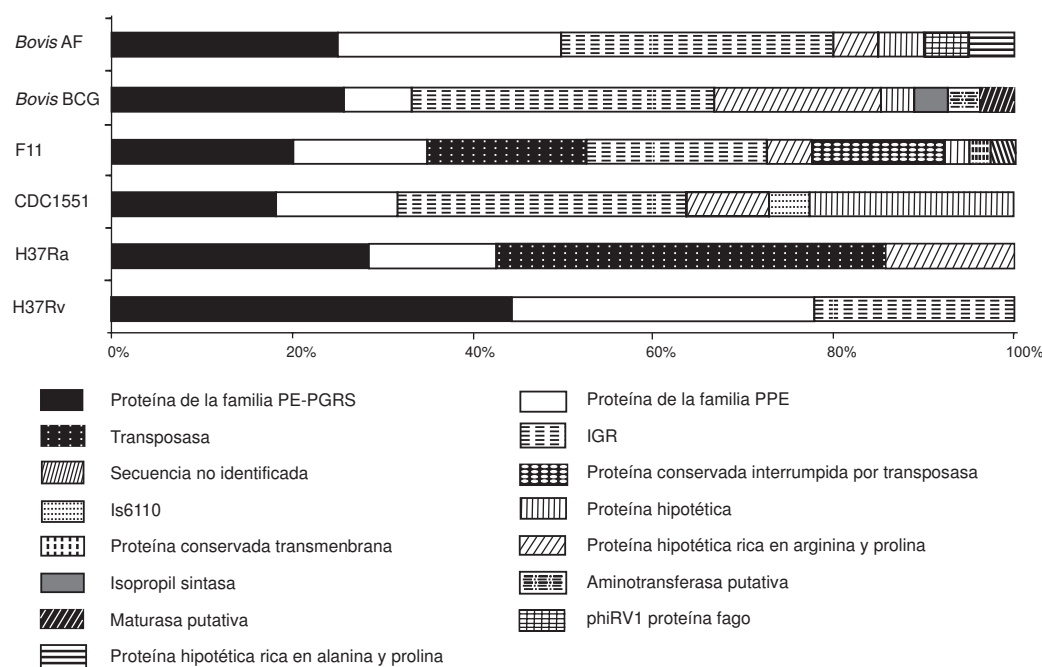 Bovis AF
Bovis BCG
F11
CDC1551
H37Ra
H37Rv
0% 20% 40% 60% 80% 100%
Proteína de la familia PE-PGRS
Transposasa
Secuencia no identificada
Is6110
Proteína conservada transmenbrana
Isopropil sintasa
Maturasa putativa
Proteína hipotética rica en alanina y prolina
Proteína de la familia PPE
IGR
Proteína conservada interrumpida por transposasa
Proteína hipotética
Proteína hipotética rica en arginina y prolina
Aminotransferasa putativa
phiRV1 proteína fago